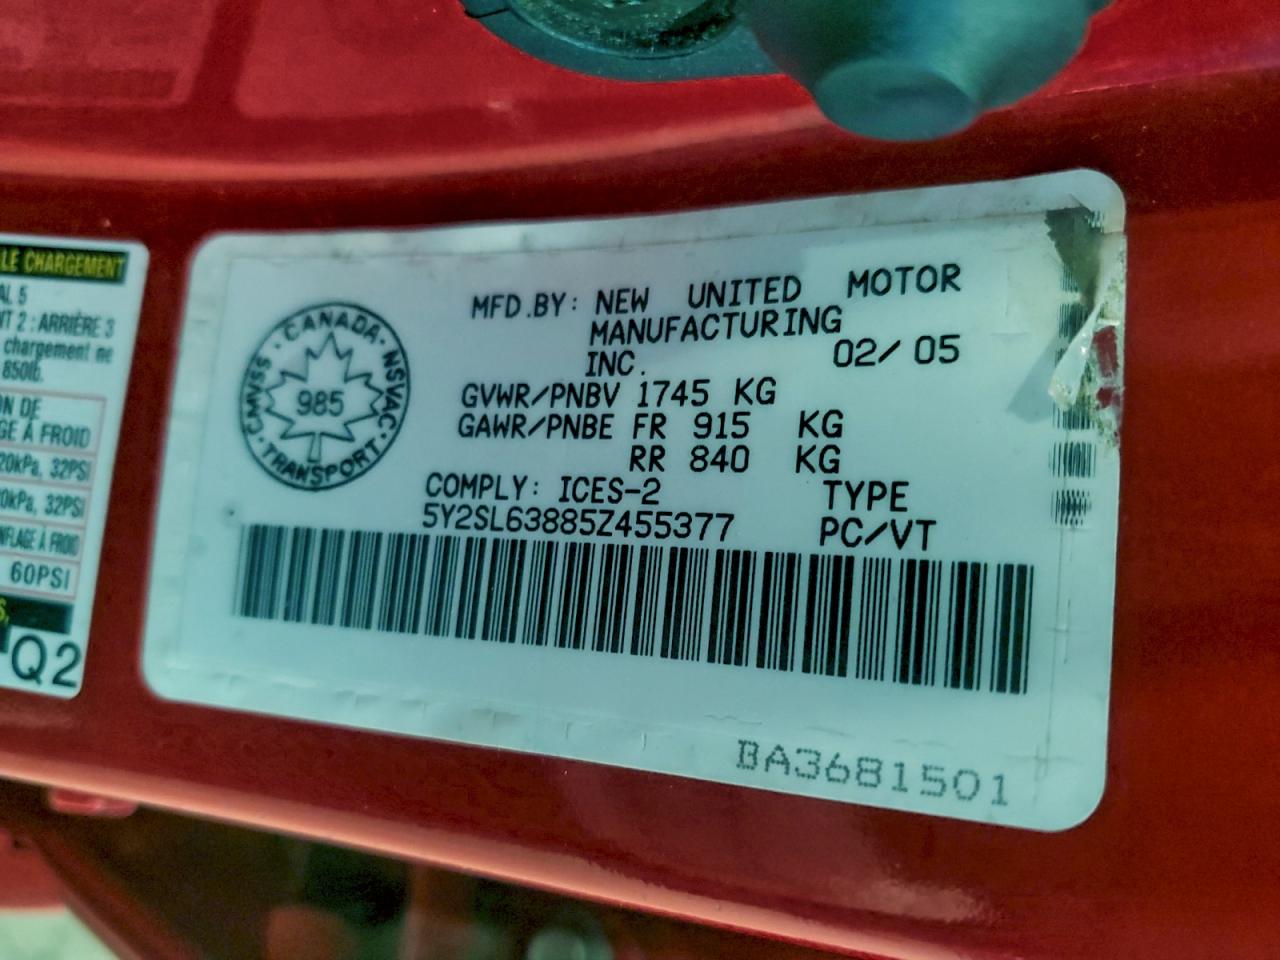 LE CHARGEMENT
AL 5
NT 2 : ARRIÈRE 3
chargement ne
850lb.
ON DE
GE À FROID
20kPa, 32PSI
0kPa, 32PSI
NFLAGE À FROID
60PSI
S.
Q2
CANADA · NSVAC · TRANSPORT · CMVSS ·
985
MFD.BY: NEW UNITED MOTOR
MANUFACTURING
INC. 02/05
GVWR/PNBV 1745 KG
GAWR/PNBE FR 915 KG
RR 840 KG
COMPLY: ICES-2 TYPE
5Y2SL63885Z455377 PC/VT
BA3681501